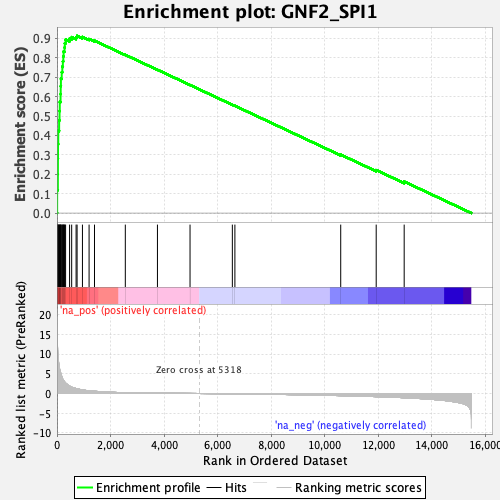 Enrichment plot: GNF2_SPI1
Enrichment score (ES)
0.9
0.8
0.7
0.6
0.5
0.4
0.3
0.2
0.1
0.0
'na_pos' (positively correlated)
Ranked list metric (PreRanked)
20
15
10
5
0
-5
-10
Zero cross at 5318
'na_neg' (negatively correlated)
0 2,000 4,000 6,000 8,000 10,000 12,000 14,000 16,000
Rank in Ordered Dataset
Enrichment profile Hits Ranking metric scores